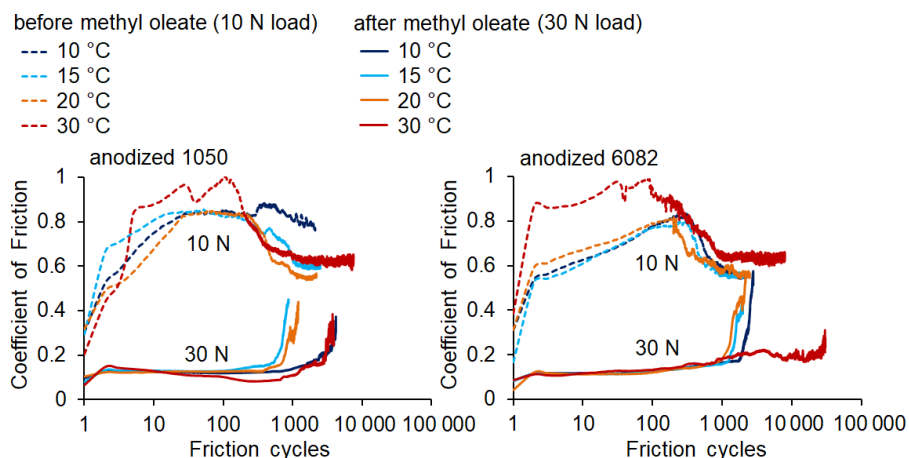 before methyl oleate (10 N load) after methyl oleate (30 N load)
10 °C 10 °C
15 °C 15 °C
20 °C 20 °C
30 °C 30 °C
anodized 1050
Coefficient of Friction
1
0.8
0.6
0.4
0.2
0
10 N
30 N
1 10 100 1000 10 000 100 000
Friction cycles
anodized 6082
Coefficient of Friction
1
0.8
0.6
0.4
0.2
0
10 N
30 N
1 10 100 1000 10 000 100 000
Friction cycles